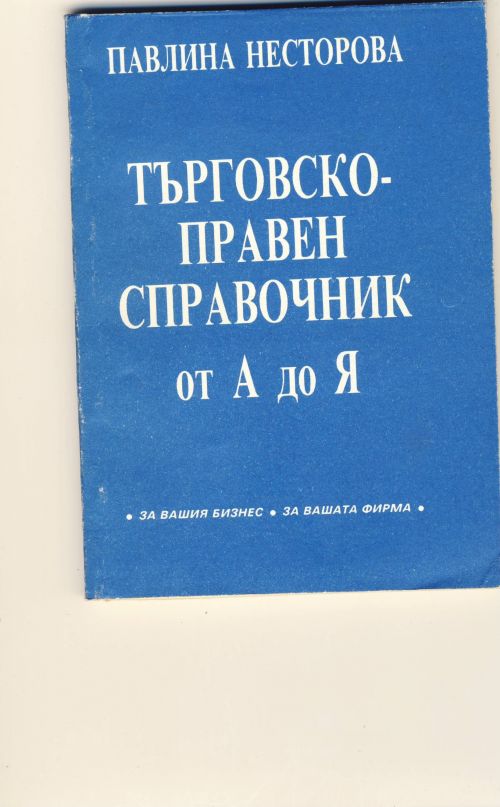 ПАВЛИНА НЕСТОРОВА
ТЪРГОВСКО-
ПРАВЕН
СПРАВОЧНИК
от А до Я
• ЗА ВАШИЯ БИЗНЕС • ЗА ВАШАТА ФИРМА •